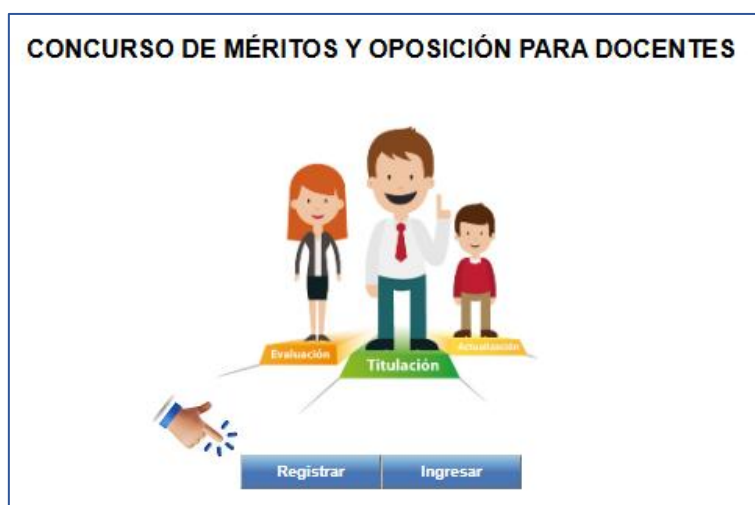 CONCURSO DE MÉRITOS Y OPOSICIÓN PARA DOCENTES
Evaluación
Titulación
Actualización
Registrar
Ingresar